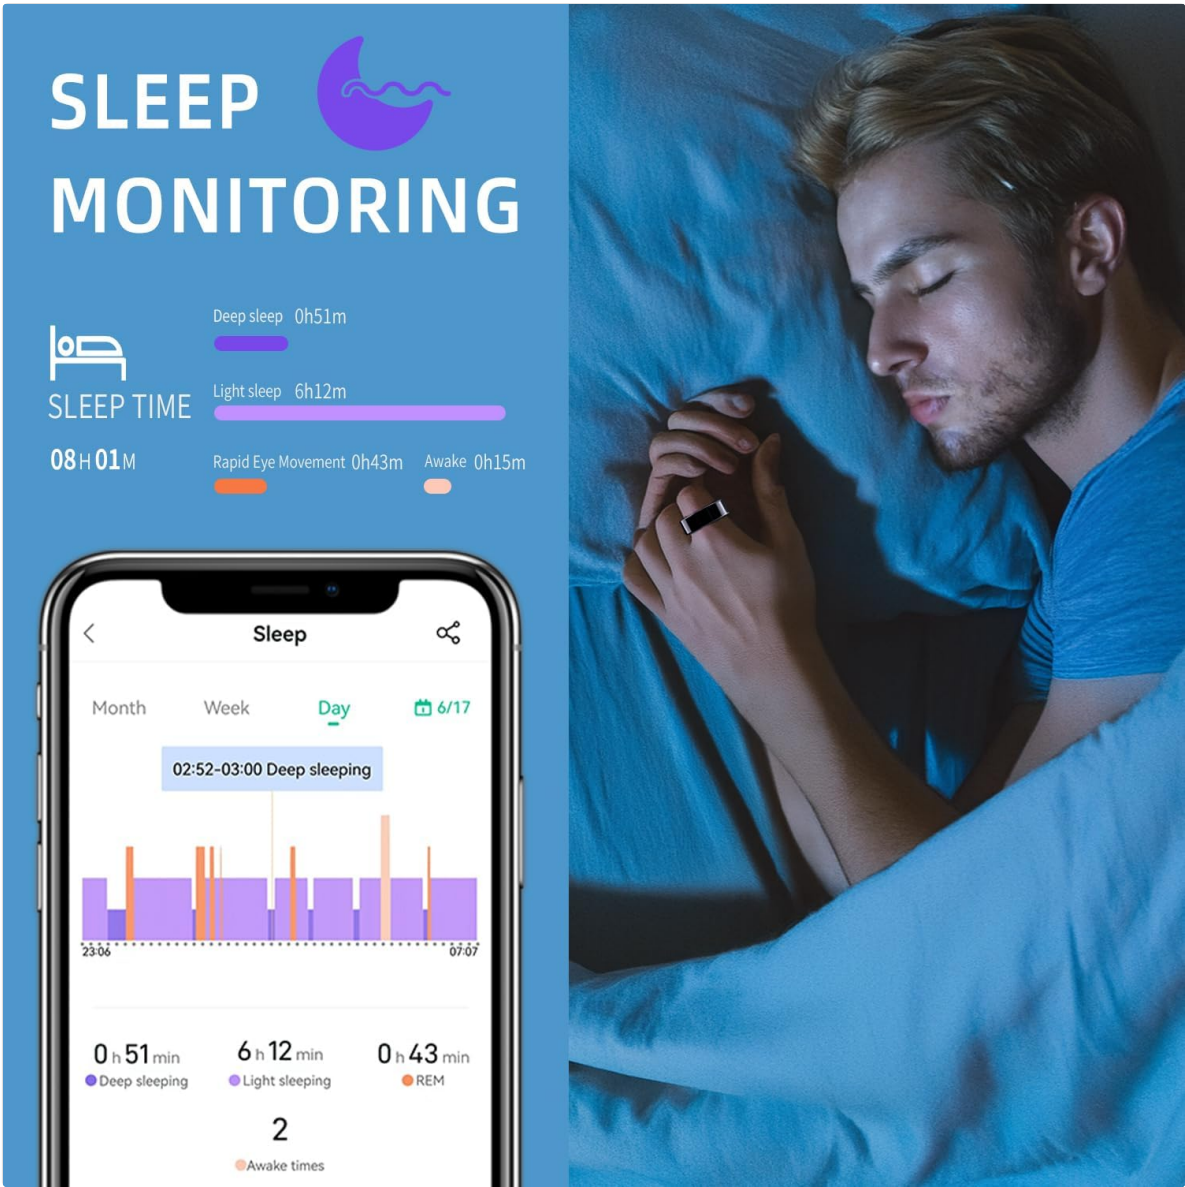 SLEEP
MONITORING
Deep sleep 0h51m
Light sleep 6h12m
SLEEP TIME
08H01M
Rapid Eye Movement 0h43m Awake 0h15m
Sleep
Month Week Day 6/17
02:52-03:00 Deep sleeping
23:06 07:07
0h51min 6h12min 0h43min
Deep sleeping Light sleeping REM
2
Awake times